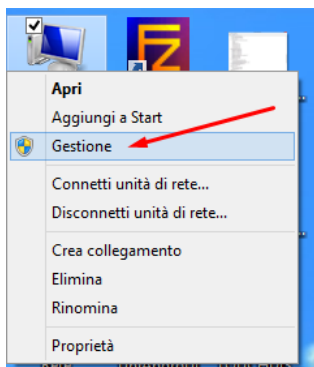 Apri
Aggiungi a Start
Gestione
Connetti unità di rete...
Disconnetti unità di rete...
Crea collegamento
Elimina
Rinomina
Proprietà